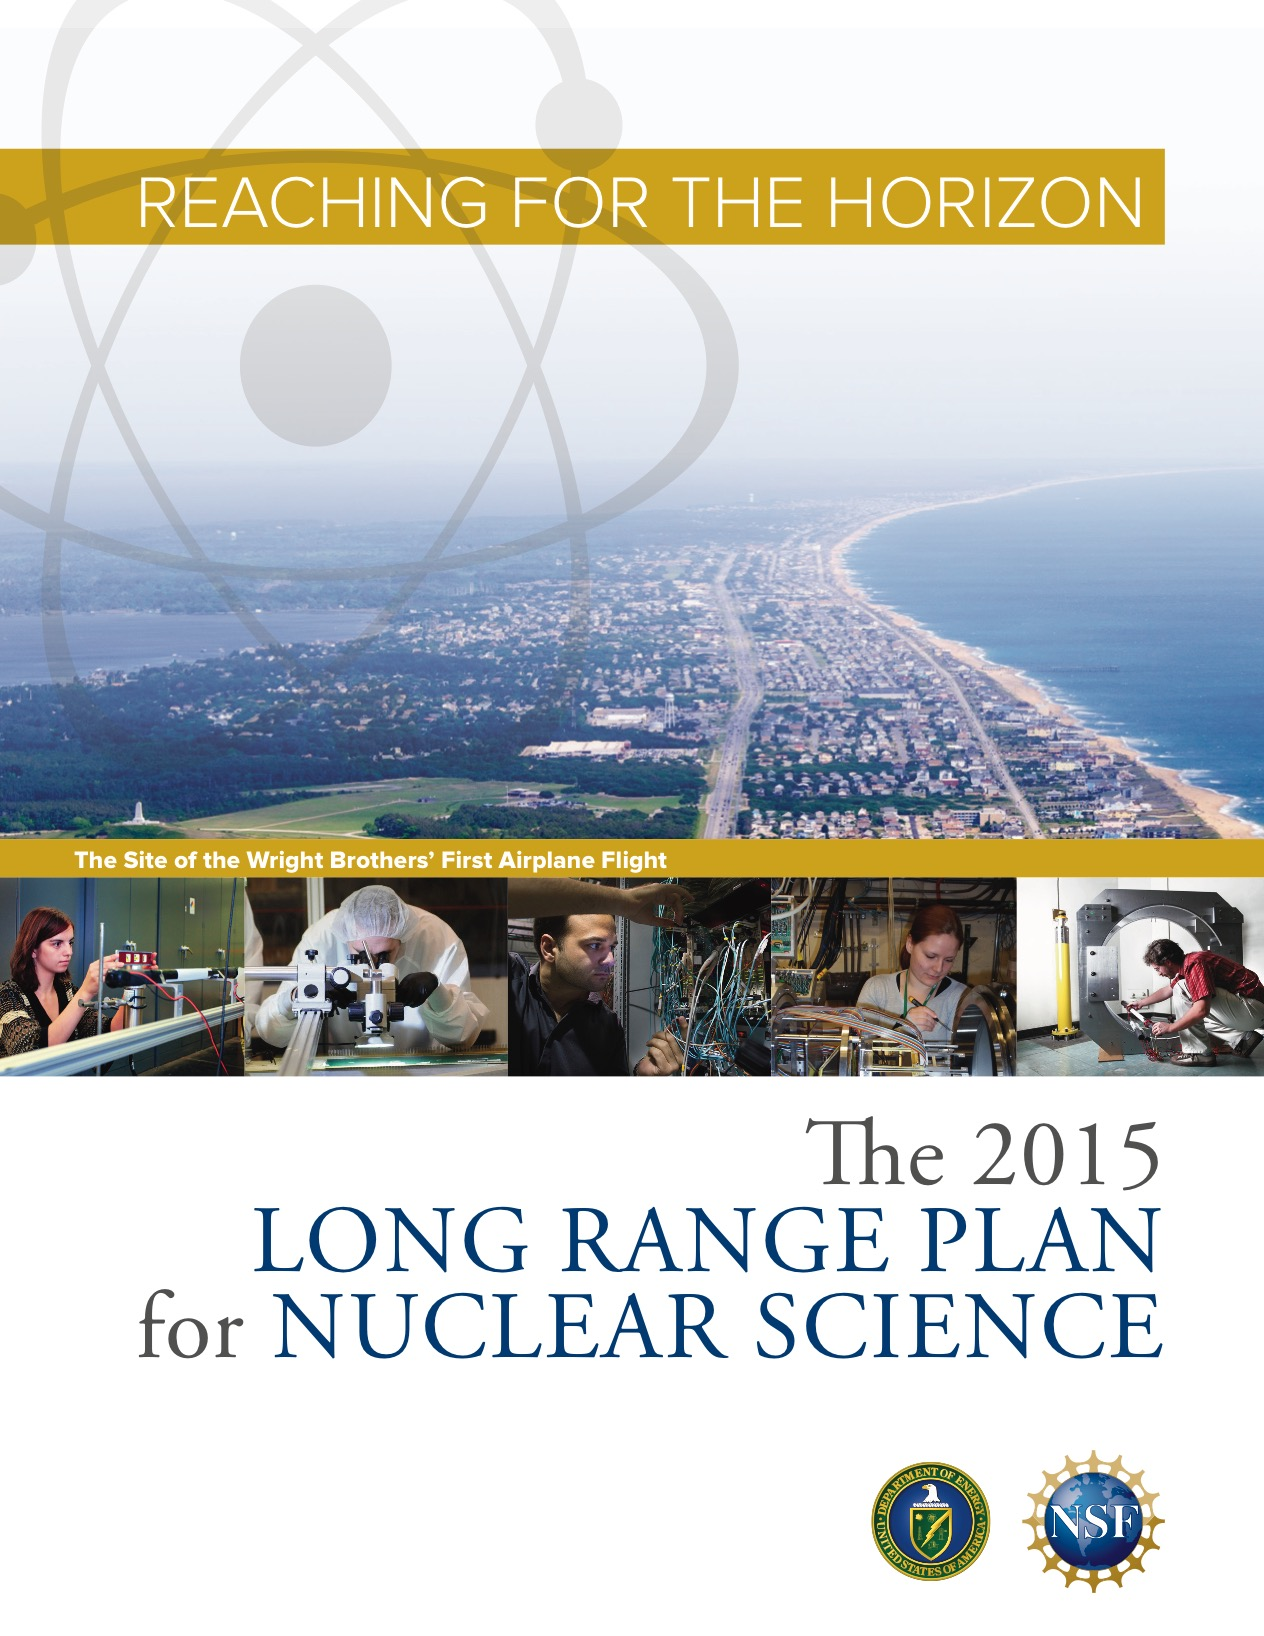 REACHING FOR THE HORIZON
The Site of the Wright Brothers’ First Airplane Flight
The 2015
LONG RANGE PLAN
for NUCLEAR SCIENCE
DEPARTMENT OF ENERGY
UNITED STATES OF AMERICA
NSF